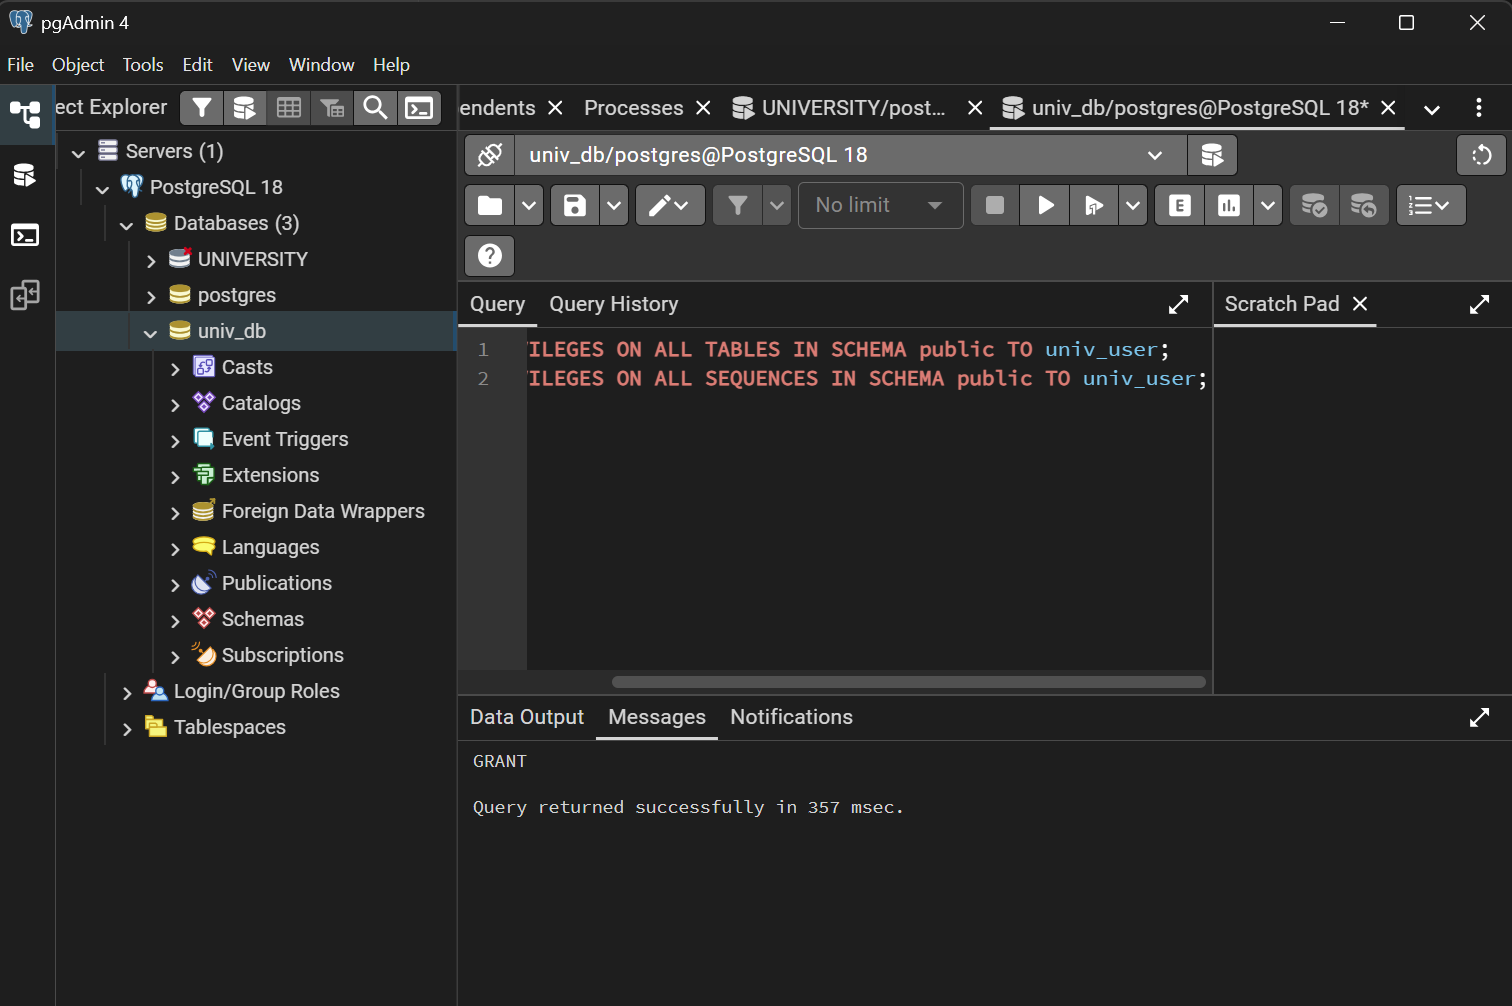 pgAdmin 4
File Object Tools Edit View Window Help
ect Explorer
endents Processes UNIVERSITY/post... univ_db/postgres@PostgreSQL 18*
Servers (1)
PostgreSQL 18
Databases (3)
UNIVERSITY
postgres
univ_db
Casts
Catalogs
Event Triggers
Extensions
Foreign Data Wrappers
Languages
Publications
Schemas
Subscriptions
Login/Group Roles
Tablespaces
univ_db/postgres@PostgreSQL 18
No limit
E
Query Query History
Scratch Pad
1 ILEGES ON ALL TABLES IN SCHEMA public TO univ_user;
2 ILEGES ON ALL SEQUENCES IN SCHEMA public TO univ_user;
Data Output Messages Notifications
GRANT
Query returned successfully in 357 msec.